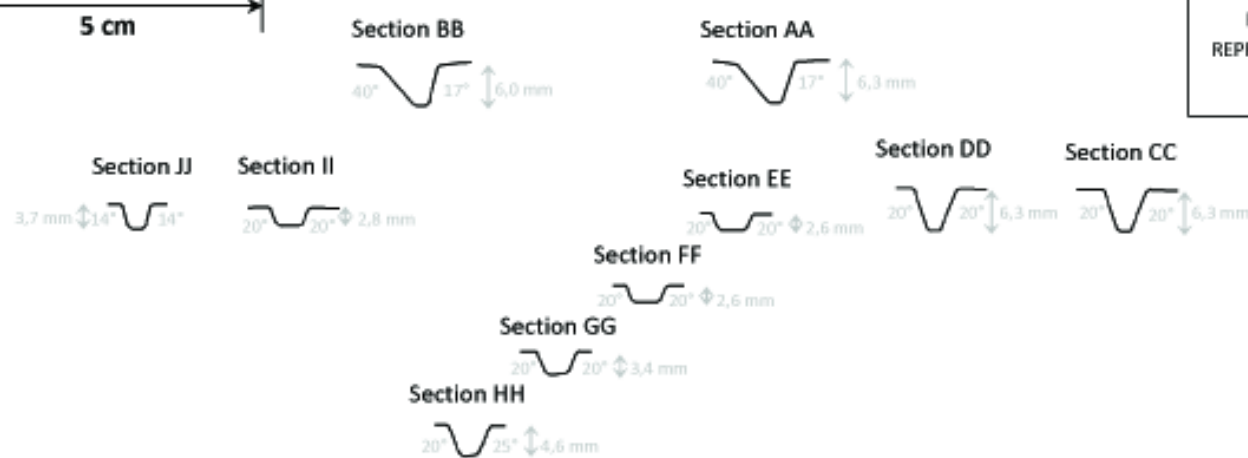 5 cm
Section BB
40° 17° 6,0 mm
Section AA
40° 17° 6,3 mm
Section JJ
3,7 mm 14° 14°
Section II
20° 20° 2,8 mm
Section EE
20° 20° 2,6 mm
Section DD
20° 20° 6,3 mm
Section CC
20° 20° 6,3 mm
Section FF
20° 20° 2,6 mm
Section GG
20° 20° 3,4 mm
Section HH
20° 25° 4,6 mm